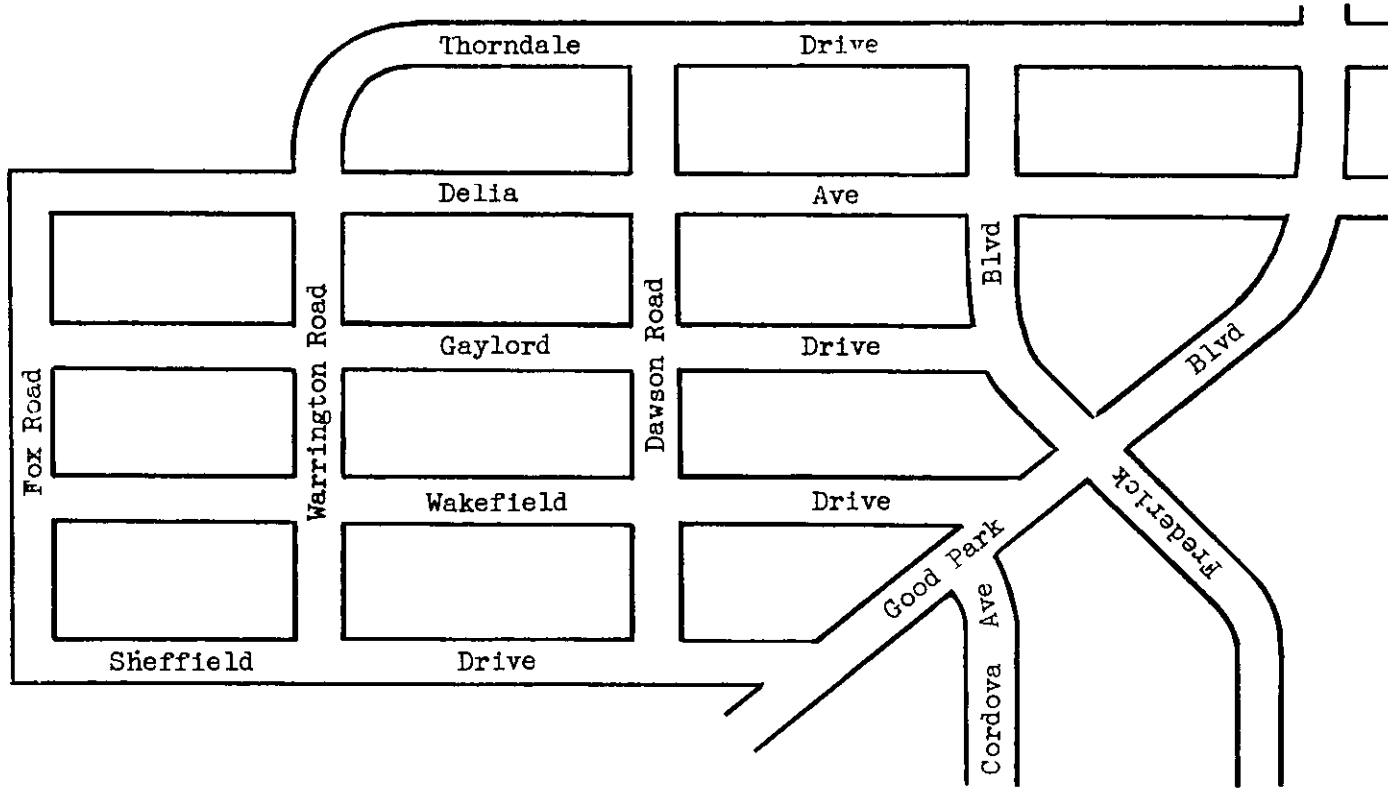 Thorndale Drive
Delia Ave
Blvd
Warrington Road
Dawson Road
Gaylord Drive
Blvd
Fox Road
Wakefield Drive
Frederick
Good Park
Ave
Sheffield Drive
Cordova